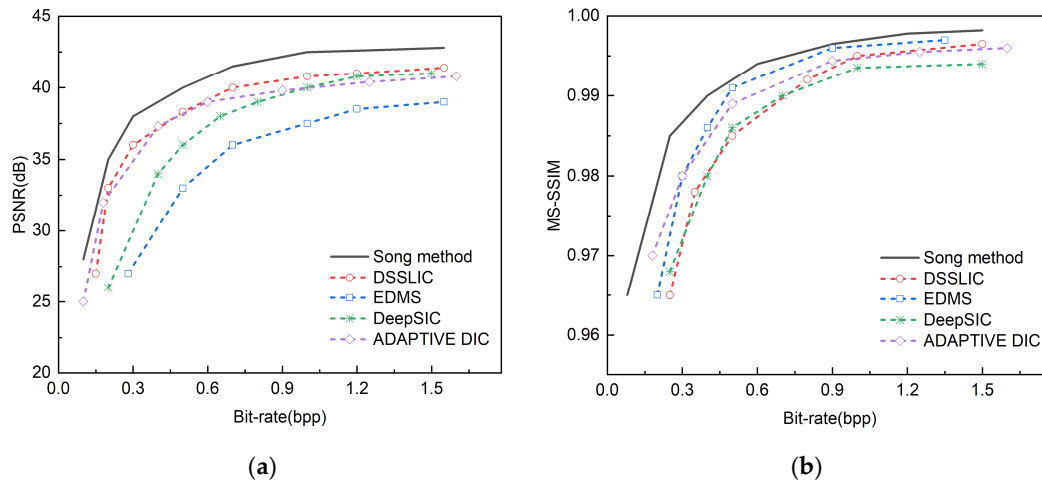 45
40
35
30
25
20
PSNR(dB)
Song method
DSSLIC
EDMS
DeepSIC
ADAPTIVE DIC
0.0 0.3 0.6 0.9 1.2 1.5
Bit-rate(bpp)
(a)
1.00
0.99
0.98
0.97
0.96
MS-SSIM
Song method
DSSLIC
EDMS
DeepSIC
ADAPTIVE DIC
0.0 0.3 0.6 0.9 1.2 1.5
Bit-rate(bpp)
(b)